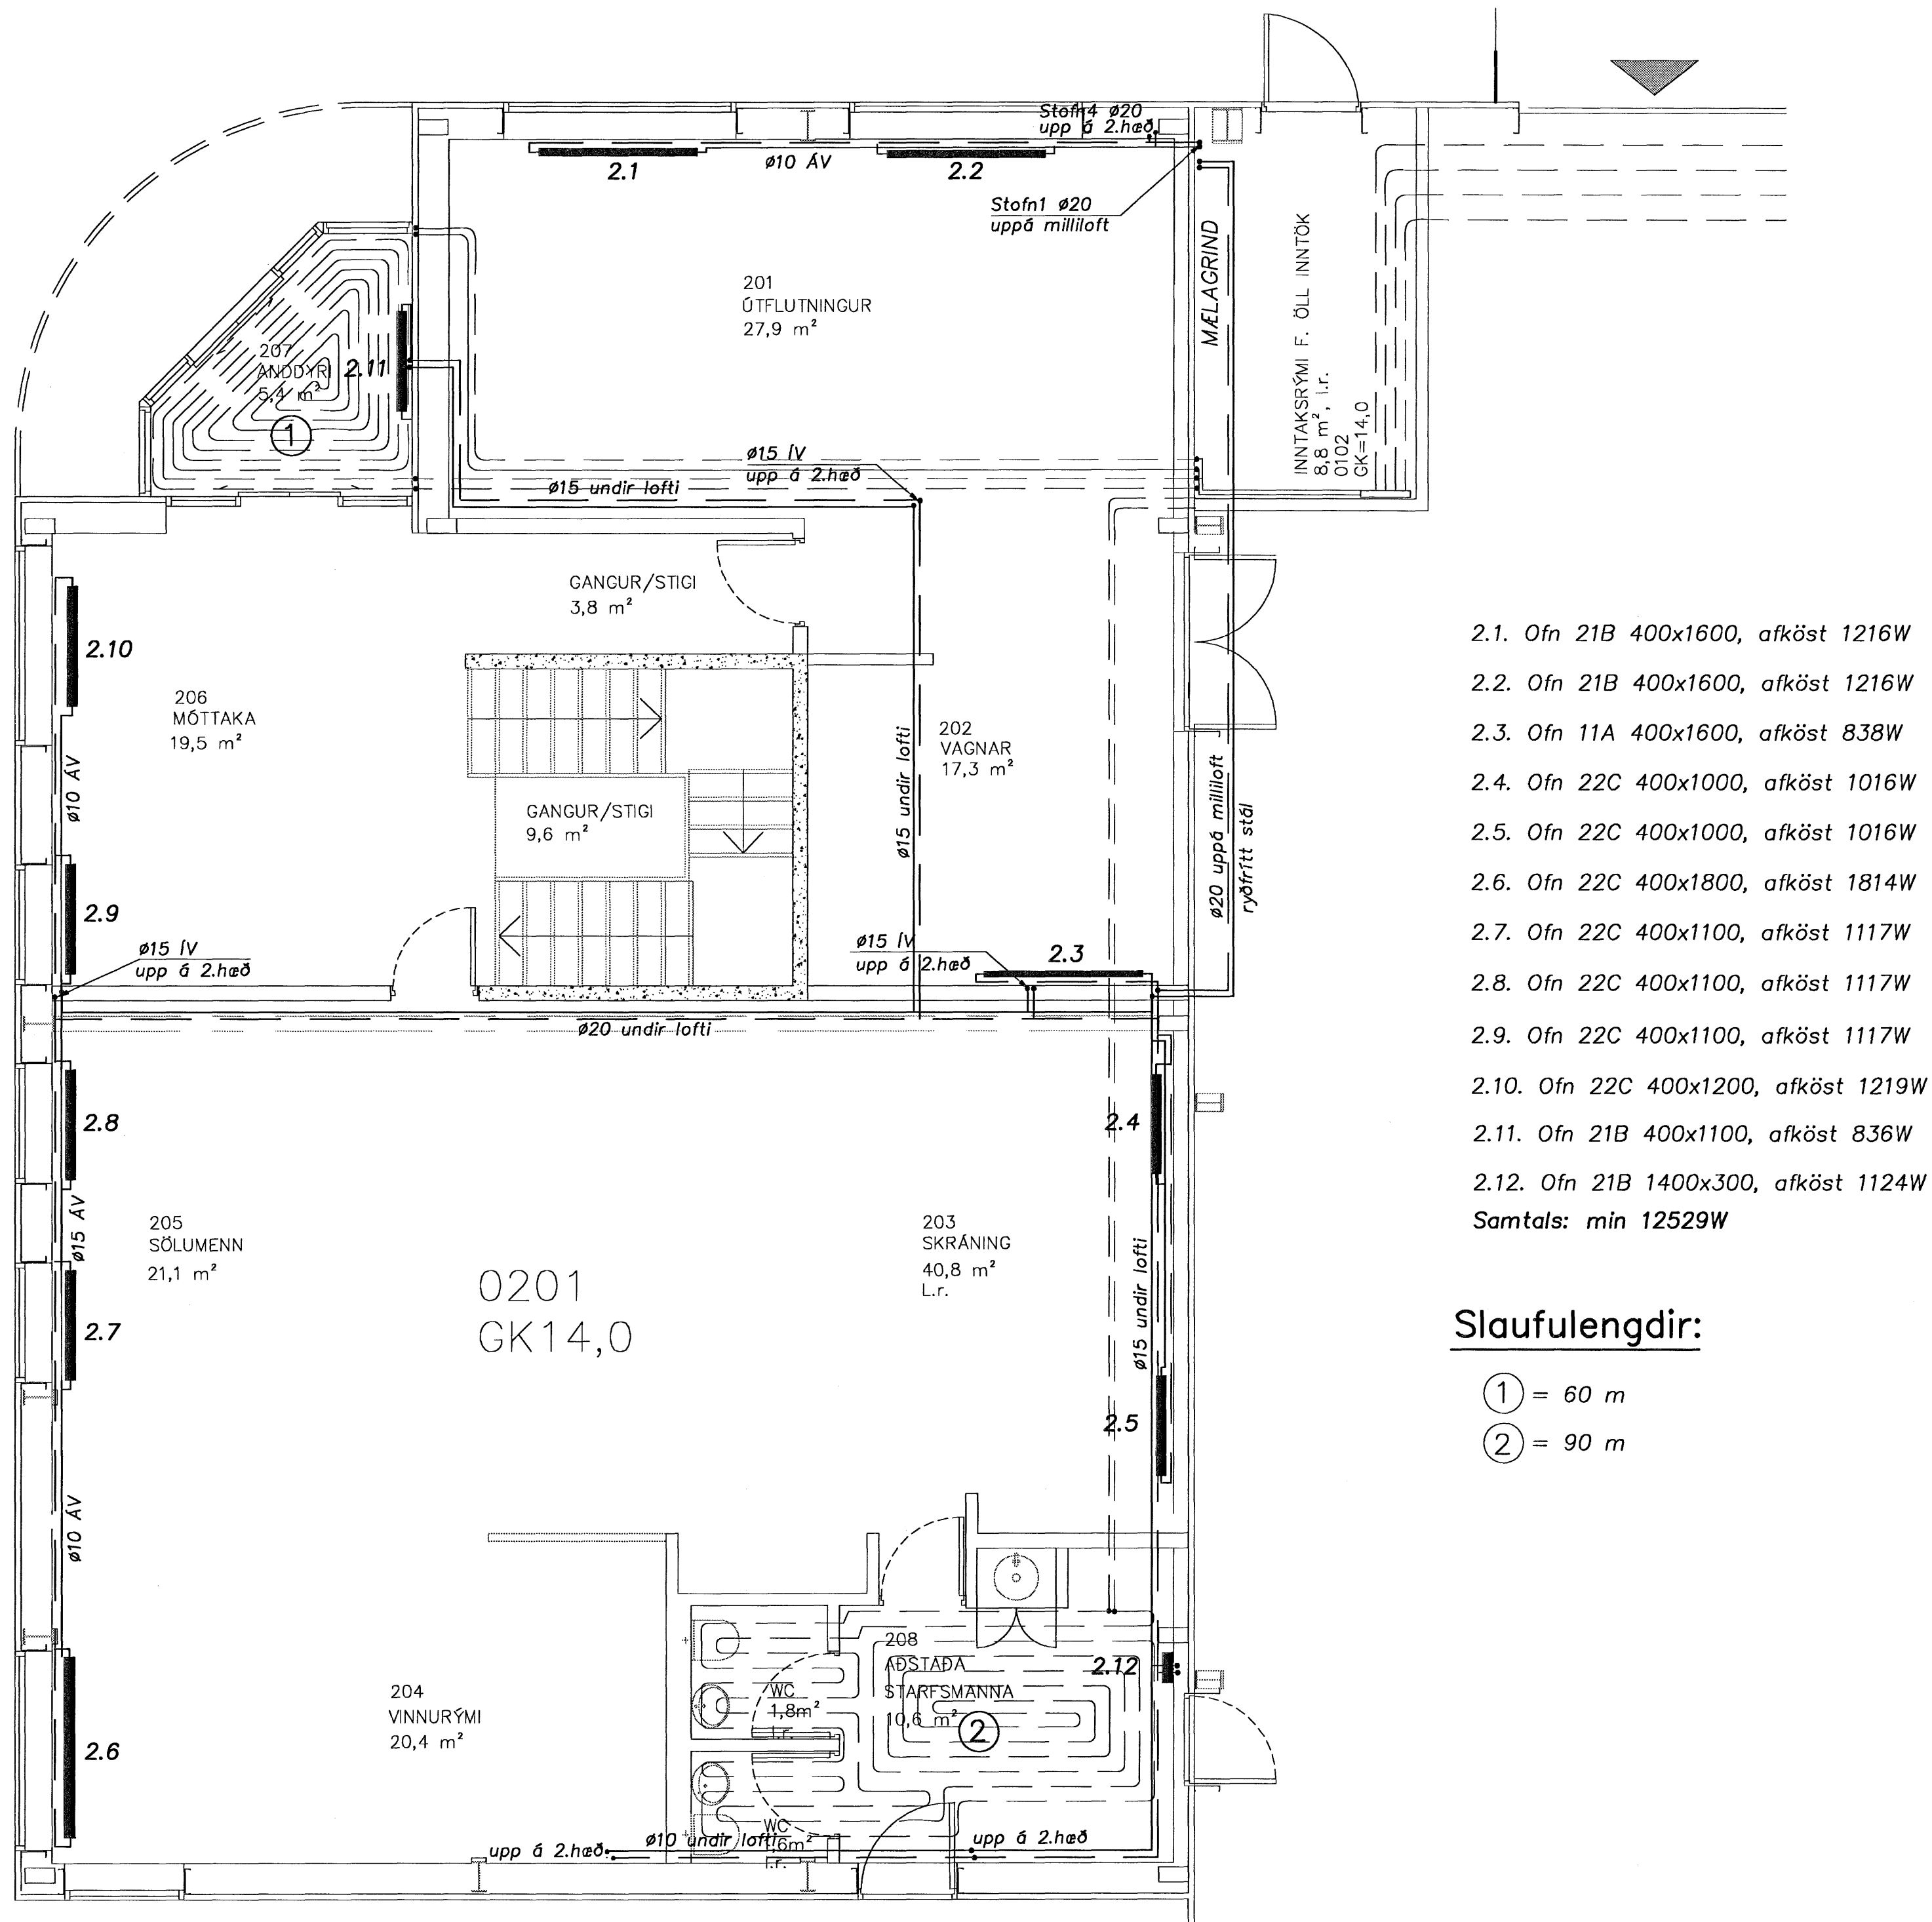 Stofn4 ø20
upp á 2.hæð
2.1
ø10 ÁV
2.2
Stofn1 ø20
uppá milliloft
MÆLAGRIND
INNTAKSRÝMI F. ÖLL INNTÖK
8,8 m², l.r.
0102
GK=14,0
201
ÚTFLUTNINGUR
27,9 m²
207
ANDDYRI
5,4 m²
2.11
1
ø15 ÍV
upp á 2.hæð
ø15 undir lofti
GANGUR/STIGI
3,8 m²
2.10
206
MÓTTAKA
19,5 m²
ø10 ÁV
GANGUR/STIGI
9,6 m²
ø15 undir lofti
202
VAGNAR
17,3 m²
ø20 uppá milliloft
ryðfrítt stál
2.9
ø15 ÍV
upp á 2.hæð
ø15 ÍV
upp á 2.hæð
2.3
ø20 undir lofti
2.8
2.4
ø15 ÁV
205
SÖLUMENN
21,1 m²
0201
GK14,0
203
SKRÁNING
40,8 m²
L.r.
ø15 undir lofti
2.7
2.5
ø10 ÁV
204
VINNURÝMI
20,4 m²
2.6
WC
1,8m²
l.r.
208
AÐSTAÐA
STARFSMANNA
10,6 m²
2
2.12
WC
l.r.
upp á 2.hæð
ø10 undir lofti
upp á 2.hæð
2.1. Ofn 21B 400x1600, afköst 1216W
2.2. Ofn 21B 400x1600, afköst 1216W
2.3. Ofn 11A 400x1600, afköst 838W
2.4. Ofn 22C 400x1000, afköst 1016W
2.5. Ofn 22C 400x1000, afköst 1016W
2.6. Ofn 22C 400x1800, afköst 1814W
2.7. Ofn 22C 400x1100, afköst 1117W
2.8. Ofn 22C 400x1100, afköst 1117W
2.9. Ofn 22C 400x1100, afköst 1117W
2.10. Ofn 22C 400x1200, afköst 1219W
2.11. Ofn 21B 400x1100, afköst 836W
2.12. Ofn 21B 1400x300, afköst 1124W
Samtals: min 12529W
Slaufulengdir:
1 = 60 m
2 = 90 m